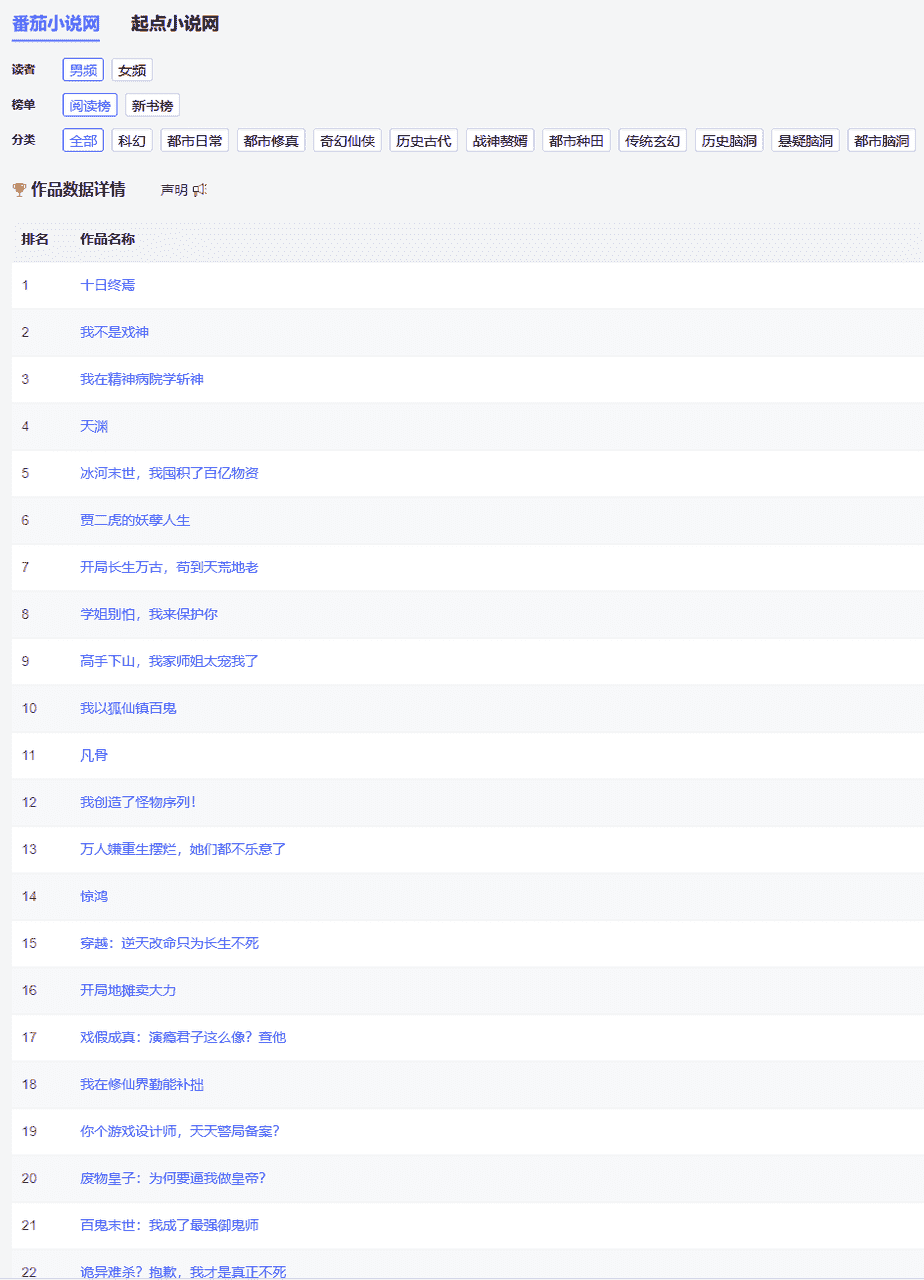 番茄小说网 起点小说网
读者 男频 女频
榜单 阅读榜 新书榜
分类 全部 科幻 都市日常 都市修真 奇幻仙侠 历史古代 战神赘婿 都市种田 传统玄幻 历史脑洞 悬疑脑洞 都市脑洞
作品数据详情 声明
排名 作品名称
1 十日终焉
2 我不是戏神
3 我在精神病院学斩神
4 天渊
5 冰河末世，我囤积了百亿物资
6 贾二虎的妖孽人生
7 开局长生万古，苟到天荒地老
8 学姐别怕，我来保护你
9 高手下山，我家师姐太宠我了
10 我以狐仙镇百鬼
11 凡骨
12 我创造了怪物序列！
13 万人嫌重生摆烂，她们都不乐意了
14 惊鸿
15 穿越：逆天改命只为长生不死
16 开局地摊卖大力
17 戏假成真：演瘾君子这么像？查他
18 我在修仙界勤能补拙
19 你个游戏设计师，天天警局备案？
20 废物皇子：为何要逼我做皇帝？
21 百鬼末世：我成了最强御鬼师
22 诡异难杀？抱歉，我才是真正不死